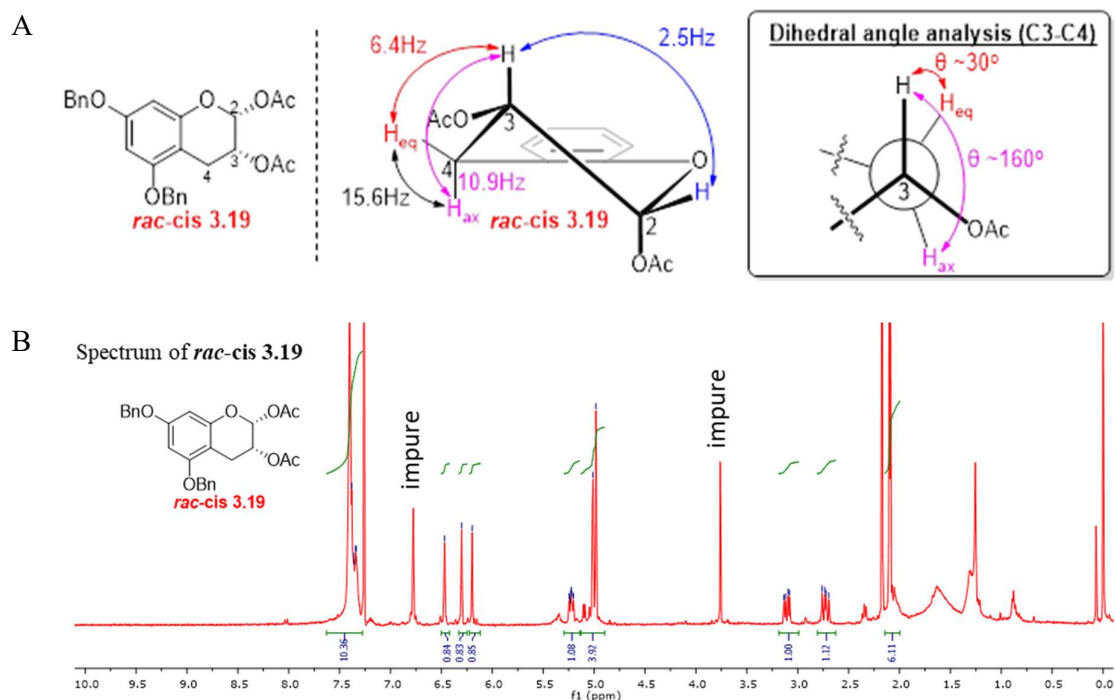 A
BnO
O
2
OAc
3
OAc
4
OBn
rac-cis 3.19
6.4Hz
2.5Hz
H
AcO
3
Heq
4
O
H
10.9Hz
15.6Hz
Hax
rac-cis 3.19
2
OAc
Dihedral angle analysis (C3-C4)
θ ~30º
H
Heq
θ ~160º
3
OAc
Hax
B
Spectrum of rac-cis 3.19
BnO
O
OAc
OAc
OBn
rac-cis 3.19
impure
impure
10.36
0.84
0.83
0.85
1.08
3.92
1.00
1.12
6.11
10.0 9.5 9.0 8.5 8.0 7.5 7.0 6.5 6.0 5.5 5.0 4.5 4.0 3.5 3.0 2.5 2.0 1.5 1.0 0.5 0.0
f1 (ppm)